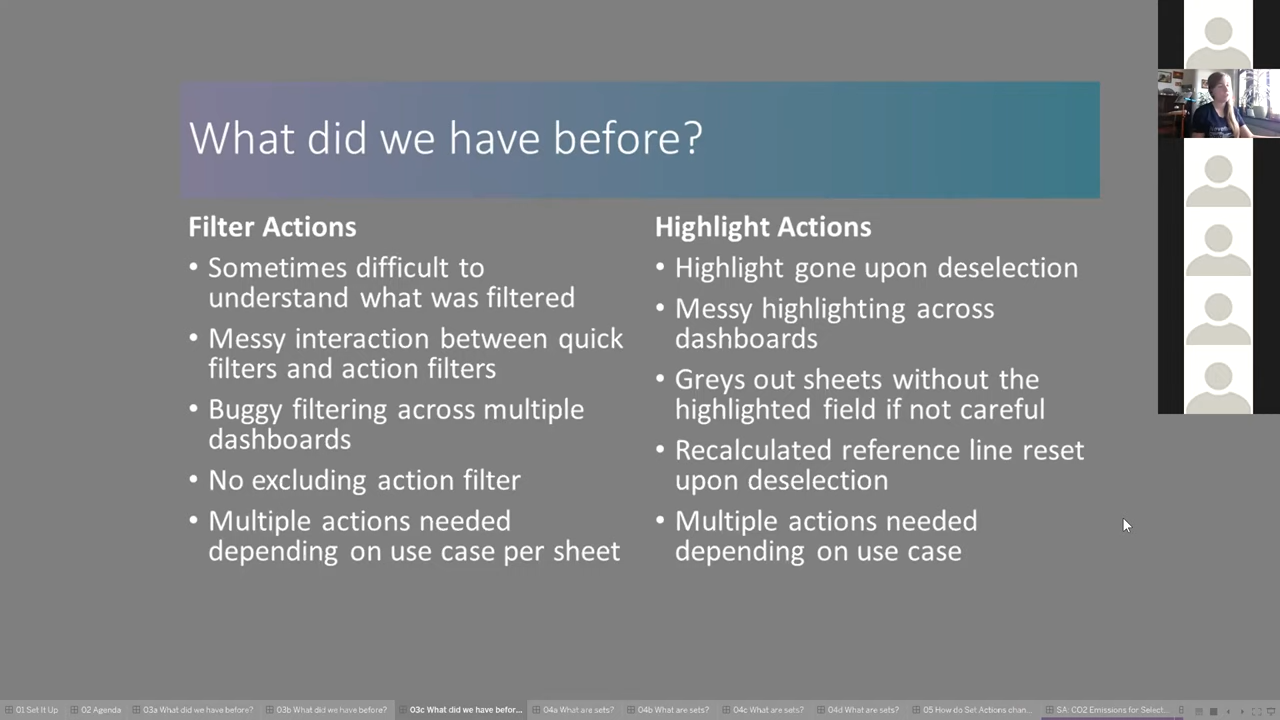 What did we have before?
Filter Actions
• Sometimes difficult to
understand what was filtered
• Messy interaction between quick
filters and action filters
• Buggy filtering across multiple
dashboards
• No excluding action filter
• Multiple actions needed
depending on use case per sheet
Highlight Actions
• Highlight gone upon deselection
• Messy highlighting across
dashboards
• Greys out sheets without the
highlighted field if not careful
• Recalculated reference line reset
upon deselection
• Multiple actions needed
depending on use case
01 Set It Up 02 Agenda 03a What did we have before? 03b What did we have before? 03c What did we have befor... 04a What are sets? 04b What are sets? 04c What are sets? 04d What are sets? 05 How do Set Actions chan... SA: CO2 Emissions for Select...